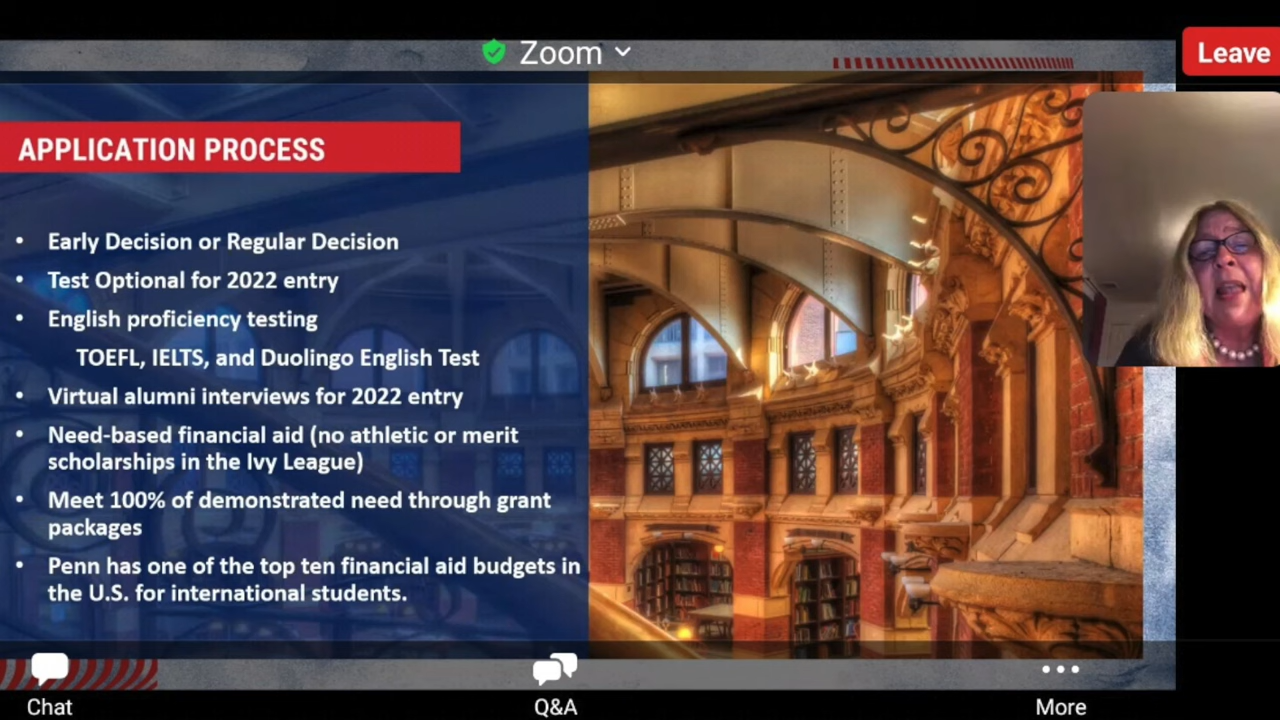 Zoom
Leave
APPLICATION PROCESS
• Early Decision or Regular Decision
• Test Optional for 2022 entry
• English proficiency testing
TOEFL, IELTS, and Duolingo English Test
• Virtual alumni interviews for 2022 entry
• Need-based financial aid (no athletic or merit
scholarships in the Ivy League)
• Meet 100% of demonstrated need through grant
packages
• Penn has one of the top ten financial aid budgets in
the U.S. for international students.
Chat
Q&A
More